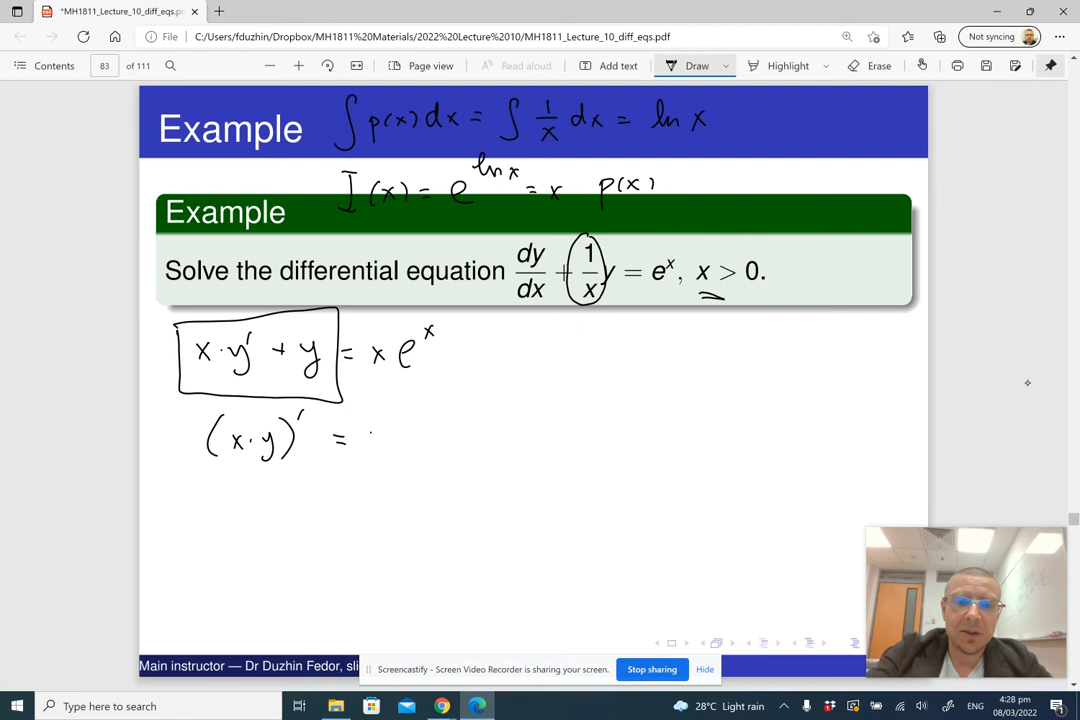 *MH1811_Lecture_10_diff_eqs.pd
File C:/Users/fduzhin/Dropbox/MH1811%20Materials/2022%20Lecture%2010/MH1811_Lecture_10_diff_eqs.pdf Not syncing
Contents 83 of 111 Page view Read aloud Add text Draw Highlight Erase
Example ∫ p(x) dx = ∫ 1/x dx = ln x
I(x) = e^(ln x) = x p(x)
Example
Solve the differential equation dy/dx + 1/x y = e^x, x > 0.
x · y' + y = x e^x
(x · y)' =
Main instructor — Dr Duzhin Fedor, sli
Screencastify - Screen Video Recorder is sharing your screen. Stop sharing Hide
Type here to search 28°C Light rain ENG 4:28 pm
08/03/2022